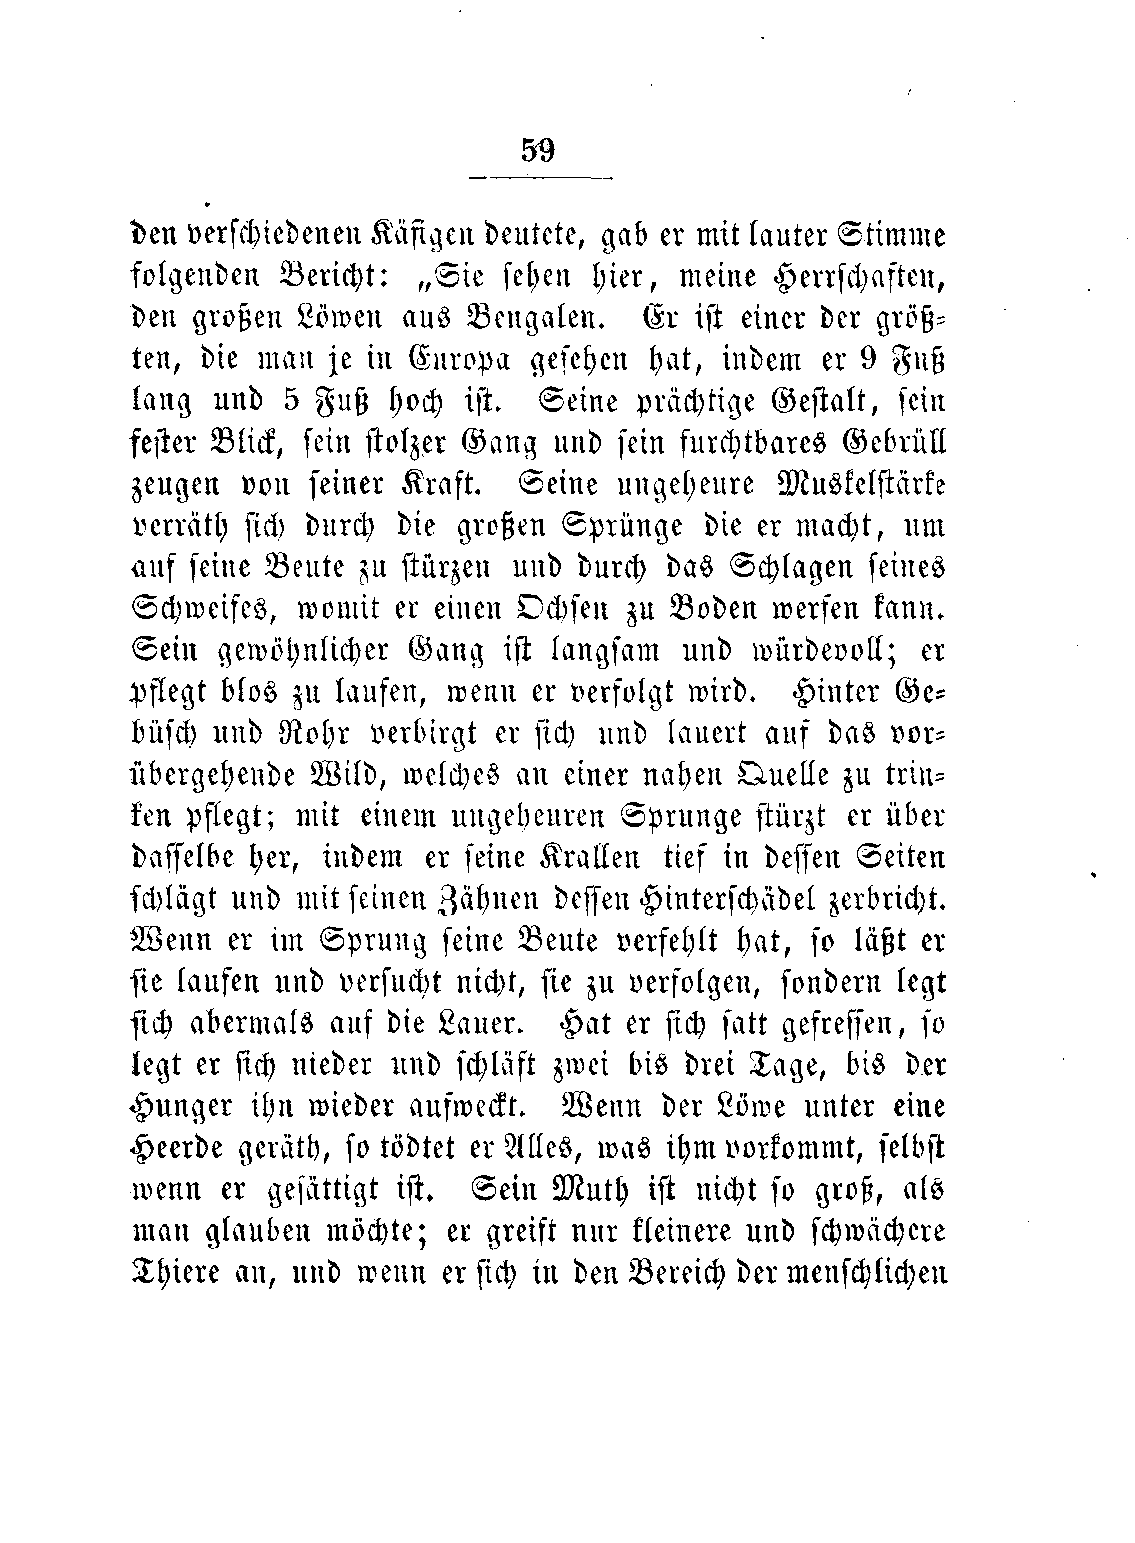 59
den verschiedenen Käfigen deutete, gab er mit lauter Stimme
folgenden Bericht: „Sie sehen hier, meine Herrschaften,
den großen Löwen aus Bengalen. Er ist einer der größ-
ten, die man je in Europa gesehen hat, indem er 9 Fuß
lang und 5 Fuß hoch ist. Seine prächtige Gestalt, sein
fester Blick, sein stolzer Gang und sein furchtbares Gebrüll
zeugen von seiner Kraft. Seine ungeheure Muskelstärke
verräth sich durch die großen Sprünge die er macht, um
auf seine Beute zu stürzen und durch das Schlagen seines
Schweifes, womit er einen Ochsen zu Boden werfen kann.
Sein gewöhnlicher Gang ist langsam und würdevoll; er
pflegt blos zu laufen, wenn er verfolgt wird. Hinter Ge-
büsch und Rohr verbirgt er sich und lauert auf das vor-
übergehende Wild, welches an einer nahen Quelle zu trin-
ken pflegt; mit einem ungeheuren Sprunge stürzt er über
dasselbe her, indem er seine Krallen tief in dessen Seiten
schlägt und mit seinen Zähnen dessen Hinterschädel zerbricht.
Wenn er im Sprung seine Beute verfehlt hat, so läßt er
sie laufen und versucht nicht, sie zu verfolgen, sondern legt
sich abermals auf die Lauer. Hat er sich satt gefressen, so
legt er sich nieder und schläft zwei bis drei Tage, bis der
Hunger ihn wieder aufweckt. Wenn der Löwe unter eine
Heerde geräth, so tödtet er Alles, was ihm vorkommt, selbst
wenn er gesättigt ist. Sein Muth ist nicht so groß, als
man glauben möchte; er greift nur kleinere und schwächere
Thiere an, und wenn er sich in den Bereich der menschlichen